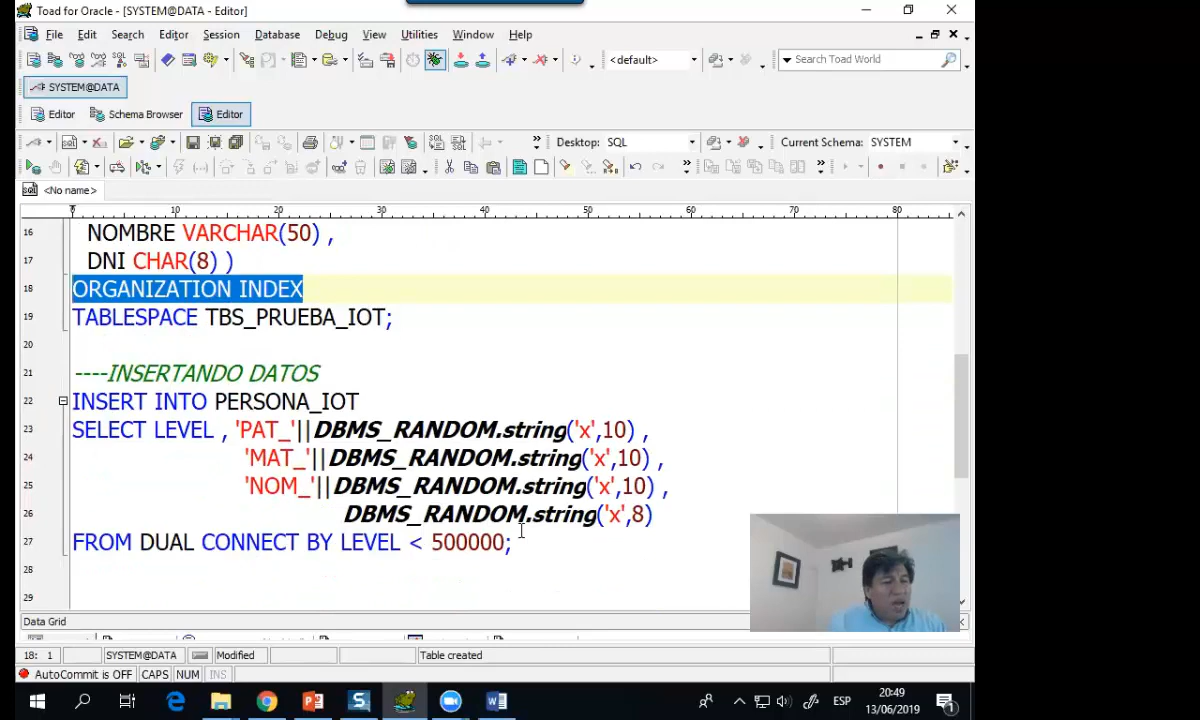 Toad for Oracle - [SYSTEM@DATA - Editor]
File Edit Search Editor Session Database Debug View Utilities Window Help
<default>
Search Toad World
SYSTEM@DATA
Editor Schema Browser Editor
Desktop: SQL Current Schema: SYSTEM
<No name>
10 20 30 40 50 60 70 80
16 NOMBRE VARCHAR(50) ,
17 DNI CHAR(8) )
18 ORGANIZATION INDEX
19 TABLESPACE TBS_PRUEBA_IOT;
20
21 ----INSERTANDO DATOS
22 INSERT INTO PERSONA_IOT
23 SELECT LEVEL , 'PAT_'||DBMS_RANDOM.string('x',10) ,
24 'MAT_'||DBMS_RANDOM.string('x',10) ,
25 'NOM_'||DBMS_RANDOM.string('x',10) ,
26 DBMS_RANDOM.string('x',8)
27 FROM DUAL CONNECT BY LEVEL < 500000;
28
29
Data Grid
18: 1 SYSTEM@DATA Modified Table created
AutoCommit is OFF CAPS NUM INS
ESP
20:49
13/06/2019